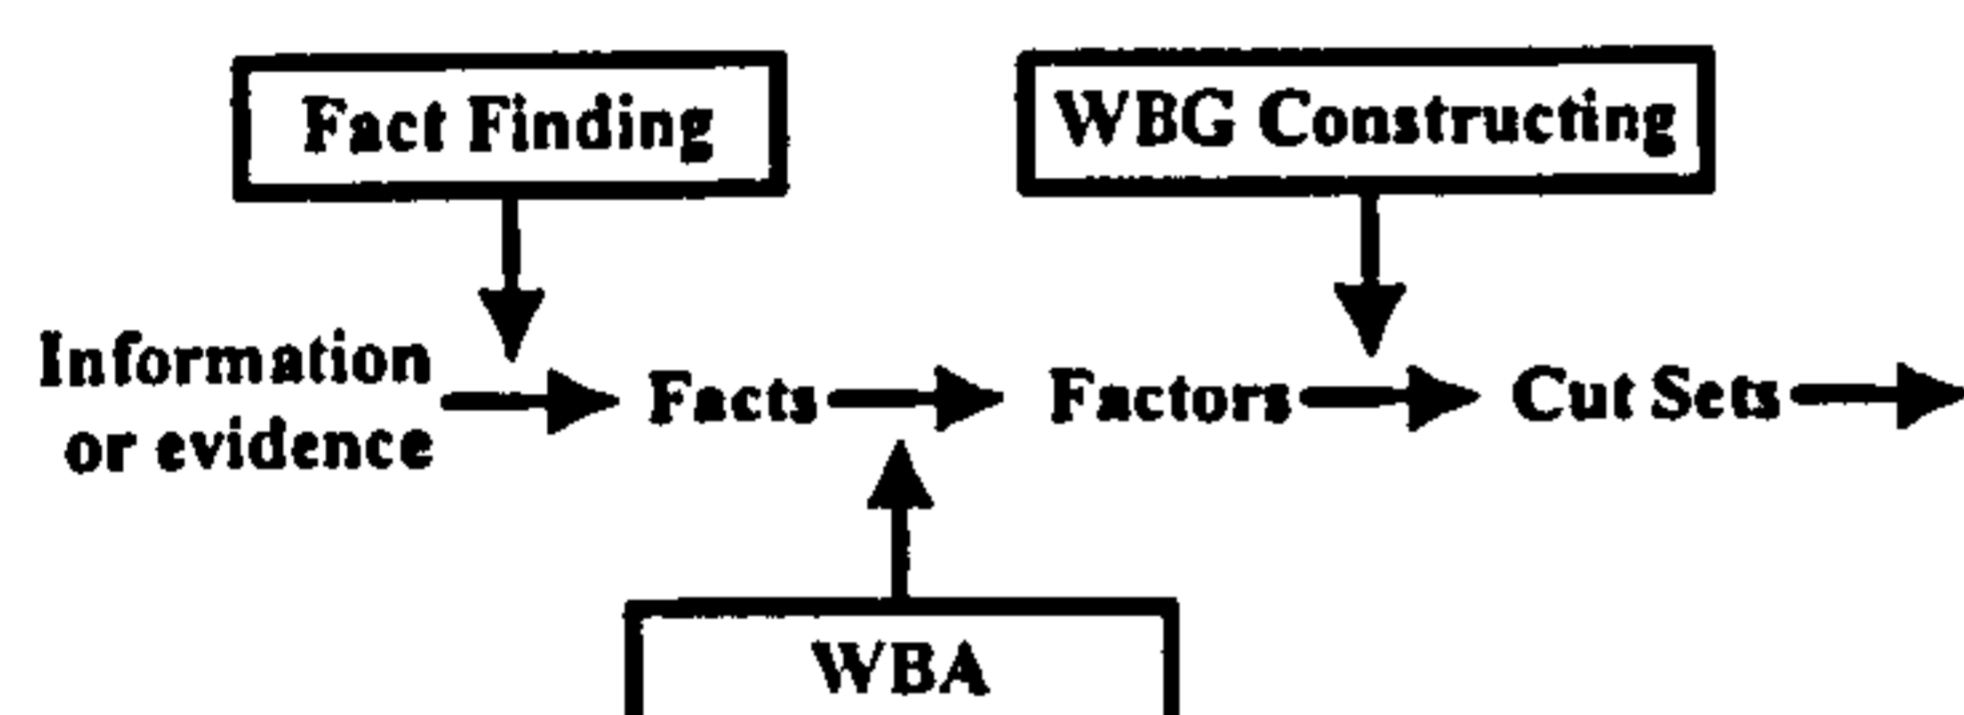 Fact Finding
WBG Constructing
Information
or evidence
Facts
Factors
Cut Sets
WBA